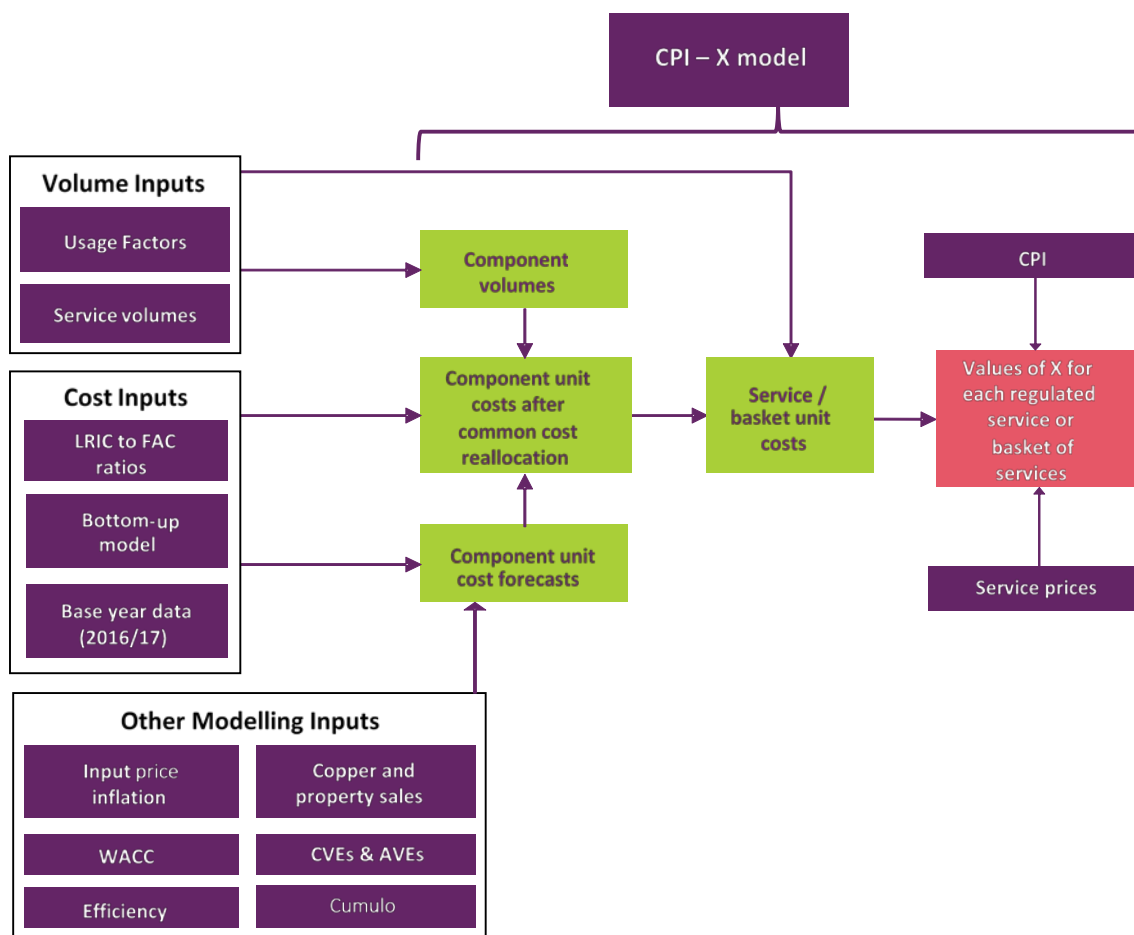 CPI – X model
Volume Inputs
Usage Factors
Service volumes
Component
volumes
CPI
Cost Inputs
LRIC to FAC
ratios
Bottom-up
model
Base year data
(2016/17)
Component unit
costs after
common cost
reallocation
Service /
basket unit
costs
Values of X for
each regulated
service or
basket of
services
Component unit
cost forecasts
Service prices
Other Modelling Inputs
Input price
inflation
Copper and
property sales
WACC
CVEs & AVEs
Efficiency
Cumulo